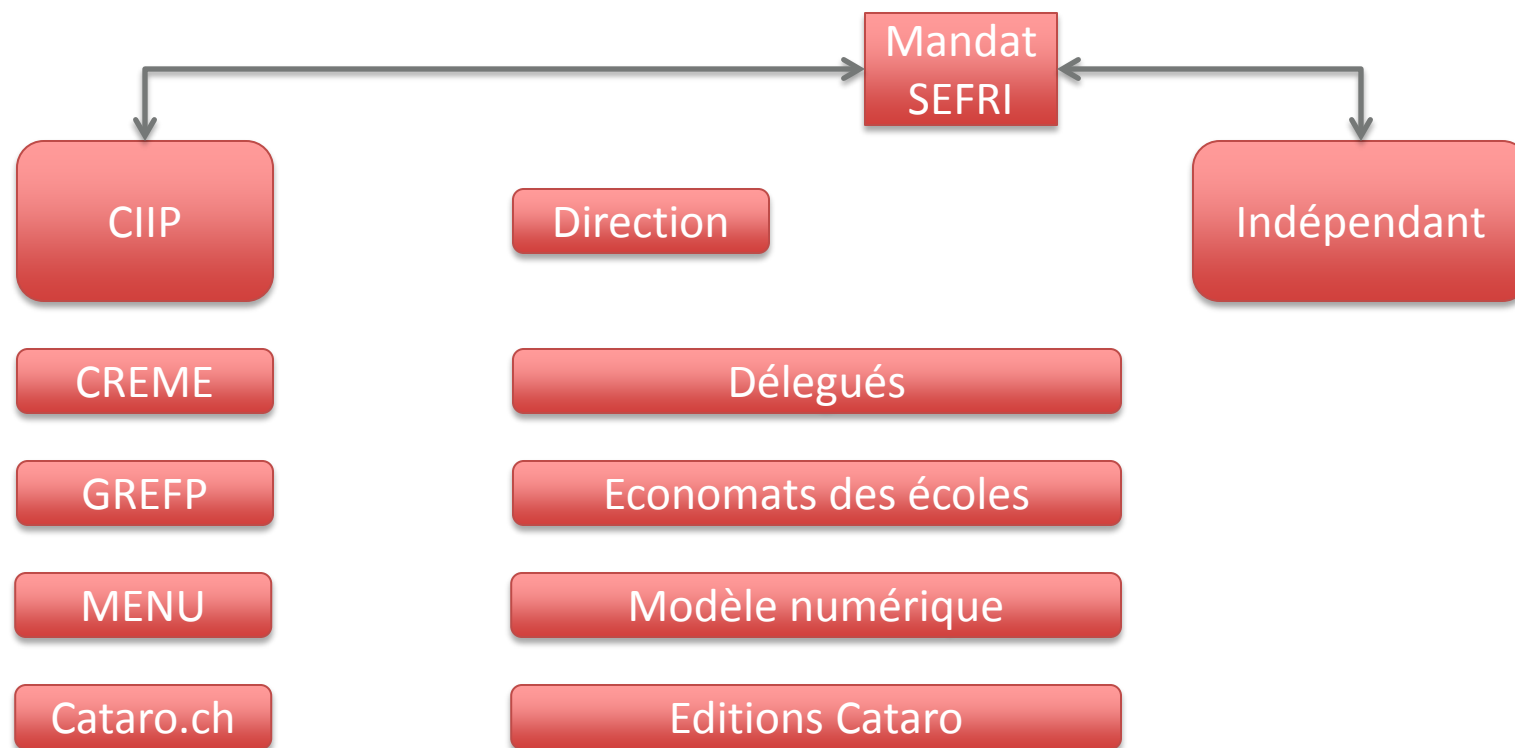 Mandat
SEFRI
CIIP
Direction
Indépendant
CREME
Délegués
GREFP
Economats des écoles
MENU
Modèle numérique
Cataro.ch
Editions Cataro